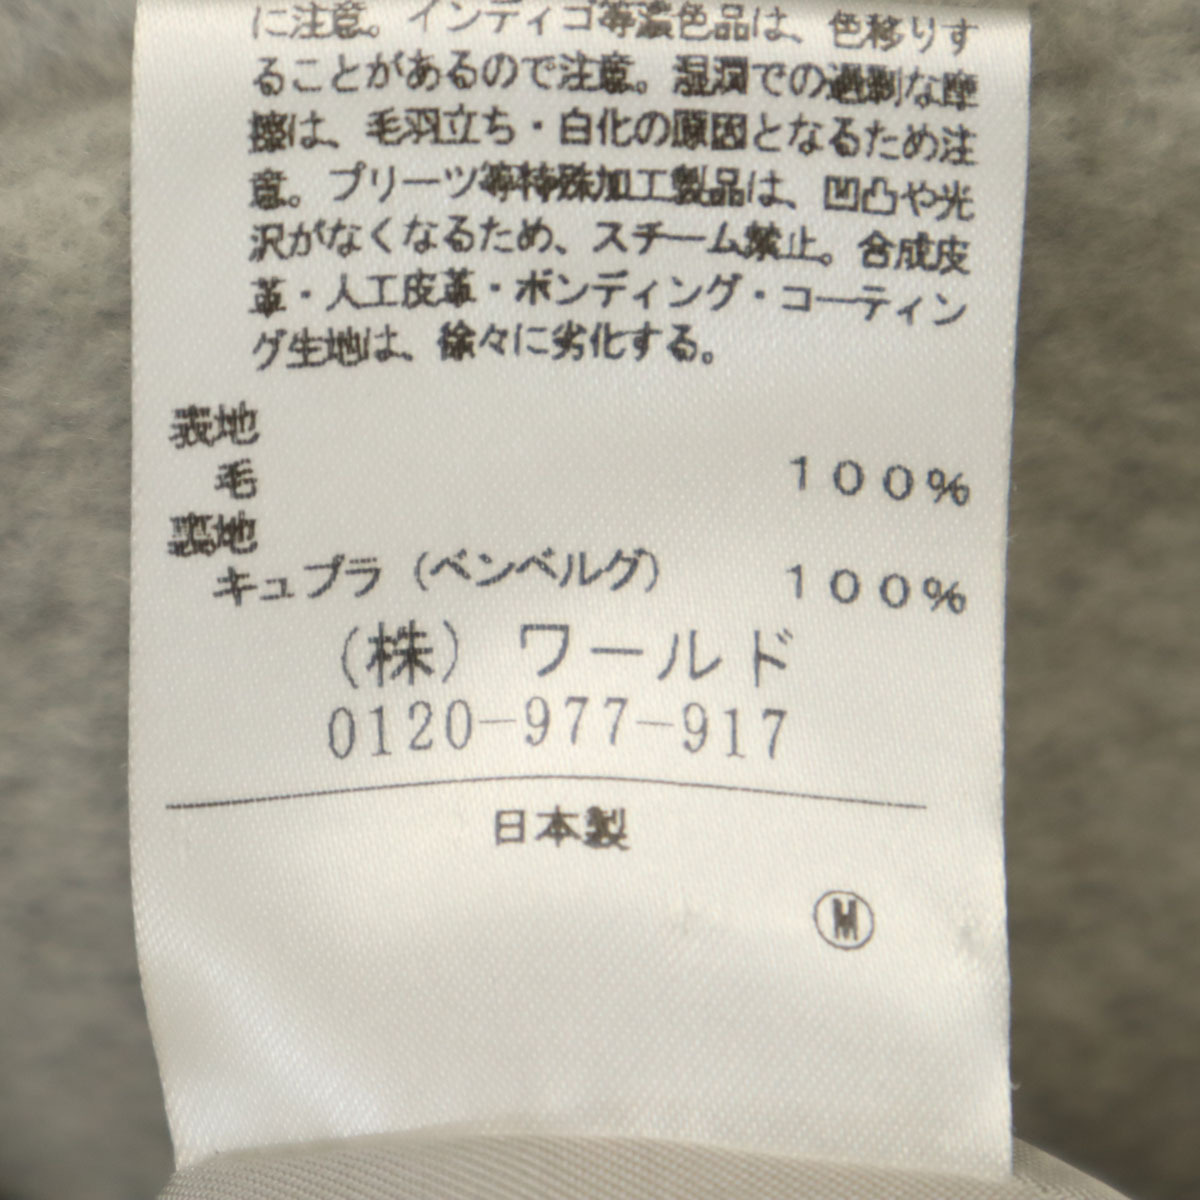 に注意。インディゴ等濃色品は、色移りす
ることがあるので注意。湿潤での過剰な摩
擦は、毛羽立ち・白化の原因となるため注
意。プリーツ等特殊加工製品は、凹凸や光
沢がなくなるため、スチーム禁止。合成皮
革・人工皮革・ボンディング・コーティン
グ生地は、徐々に劣化する。
表地
毛 100%
裏地
キュプラ（ベンベルグ） 100%
（株）ワールド
0120-977-917
日本製
M